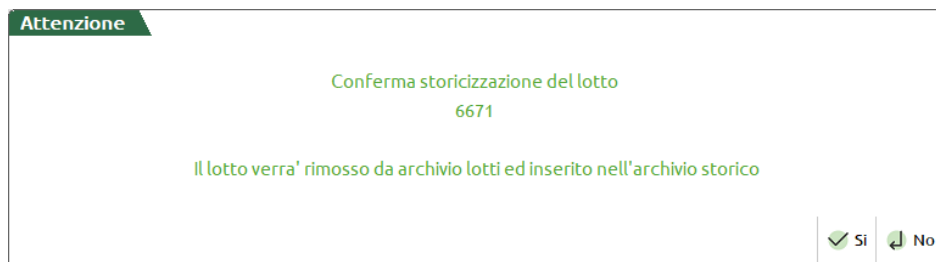 Attenzione
Conferma storicizzazione del lotto
6671
Il lotto verra' rimosso da archivio lotti ed inserito nell'archivio storico
Si No